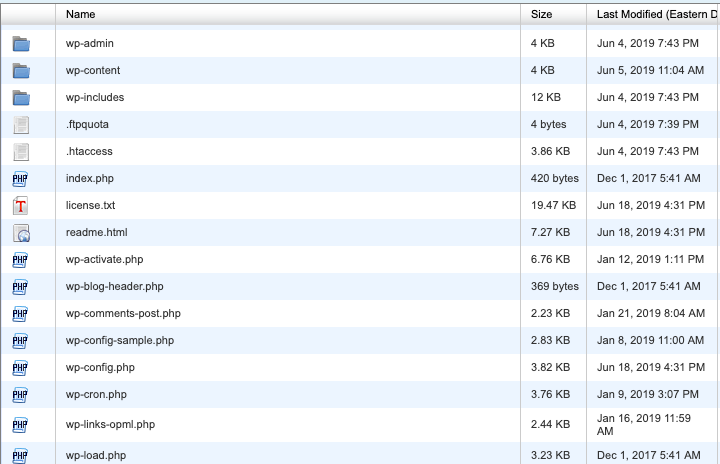 Name Size Last Modified (Eastern D
wp-admin 4 KB Jun 4, 2019 7:43 PM
wp-content 4 KB Jun 5, 2019 11:04 AM
wp-includes 12 KB Jun 4, 2019 7:43 PM
.ftpquota 4 bytes Jun 4, 2019 7:39 PM
.htaccess 3.86 KB Jun 4, 2019 7:43 PM
PHP index.php 420 bytes Dec 1, 2017 5:41 AM
T license.txt 19.47 KB Jun 18, 2019 4:31 PM
readme.html 7.27 KB Jun 18, 2019 4:31 PM
PHP wp-activate.php 6.76 KB Jan 12, 2019 1:11 PM
PHP wp-blog-header.php 369 bytes Dec 1, 2017 5:41 AM
PHP wp-comments-post.php 2.23 KB Jan 21, 2019 8:04 AM
PHP wp-config-sample.php 2.83 KB Jan 8, 2019 11:00 AM
PHP wp-config.php 3.82 KB Jun 18, 2019 4:31 PM
PHP wp-cron.php 3.76 KB Jan 9, 2019 3:07 PM
PHP wp-links-opml.php 2.44 KB Jan 16, 2019 11:59
AM
PHP wp-load.php 3.23 KB Dec 1, 2017 5:41 AM